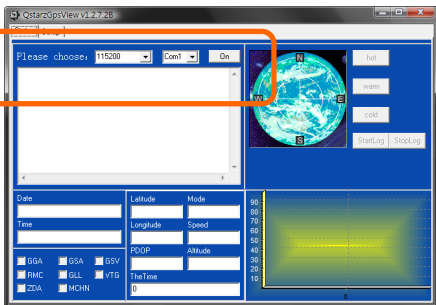 QstarzGpsView v1.2.7.2B
Please choose: 115200 Com1 On
N
W
E
S
hot
warm
cold
StartLog StopLog
Date
Time
GGA GSA GSV
RMC GLL VTG
ZDA MCHN
Latitude Mode
Longitude Speed
PDOP Altitude
TheTime
0
90
80
70
60
50
40
30
20
10
0